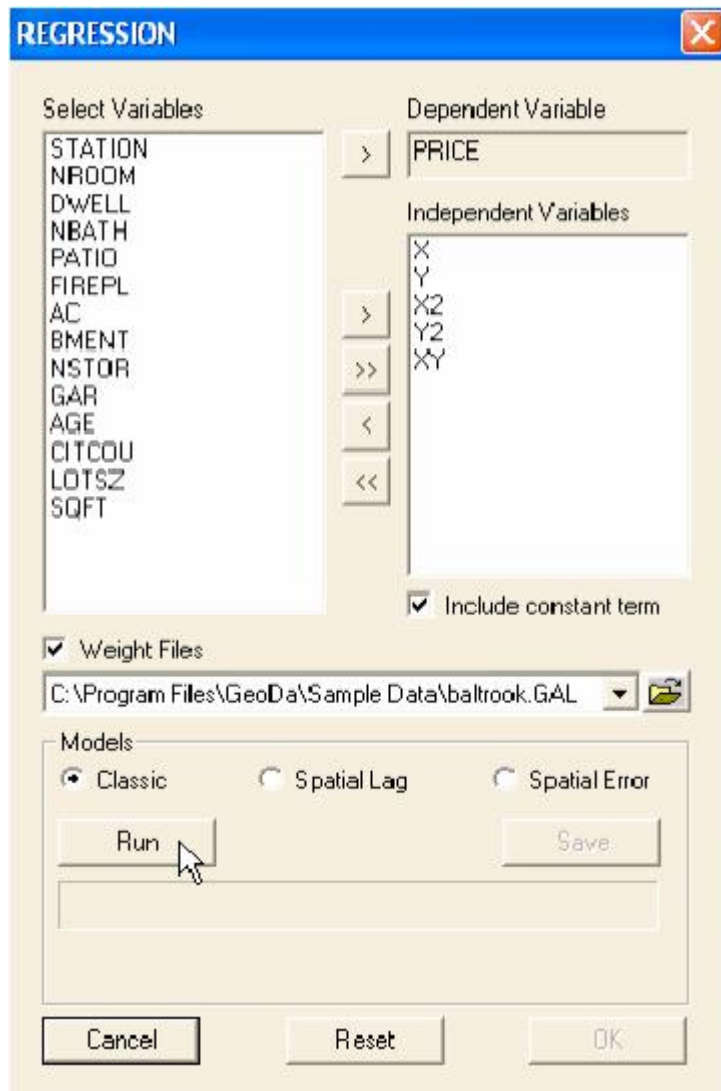 REGRESSION
Select Variables
STATION
NROOM
DWELL
NBATH
PATIO
FIREPL
AC
BMENT
NSTOR
GAR
AGE
CITCOU
LOTSZ
SQFT
>
>
>>
<
<<
Dependent Variable
PRICE
Independent Variables
X
Y
X2
Y2
XY
Include constant term
Weight Files
C:\Program Files\GeoDa\Sample Data\baltrook.GAL
Models
Classic Spatial Lag Spatial Error
Run Save
Cancel Reset OK